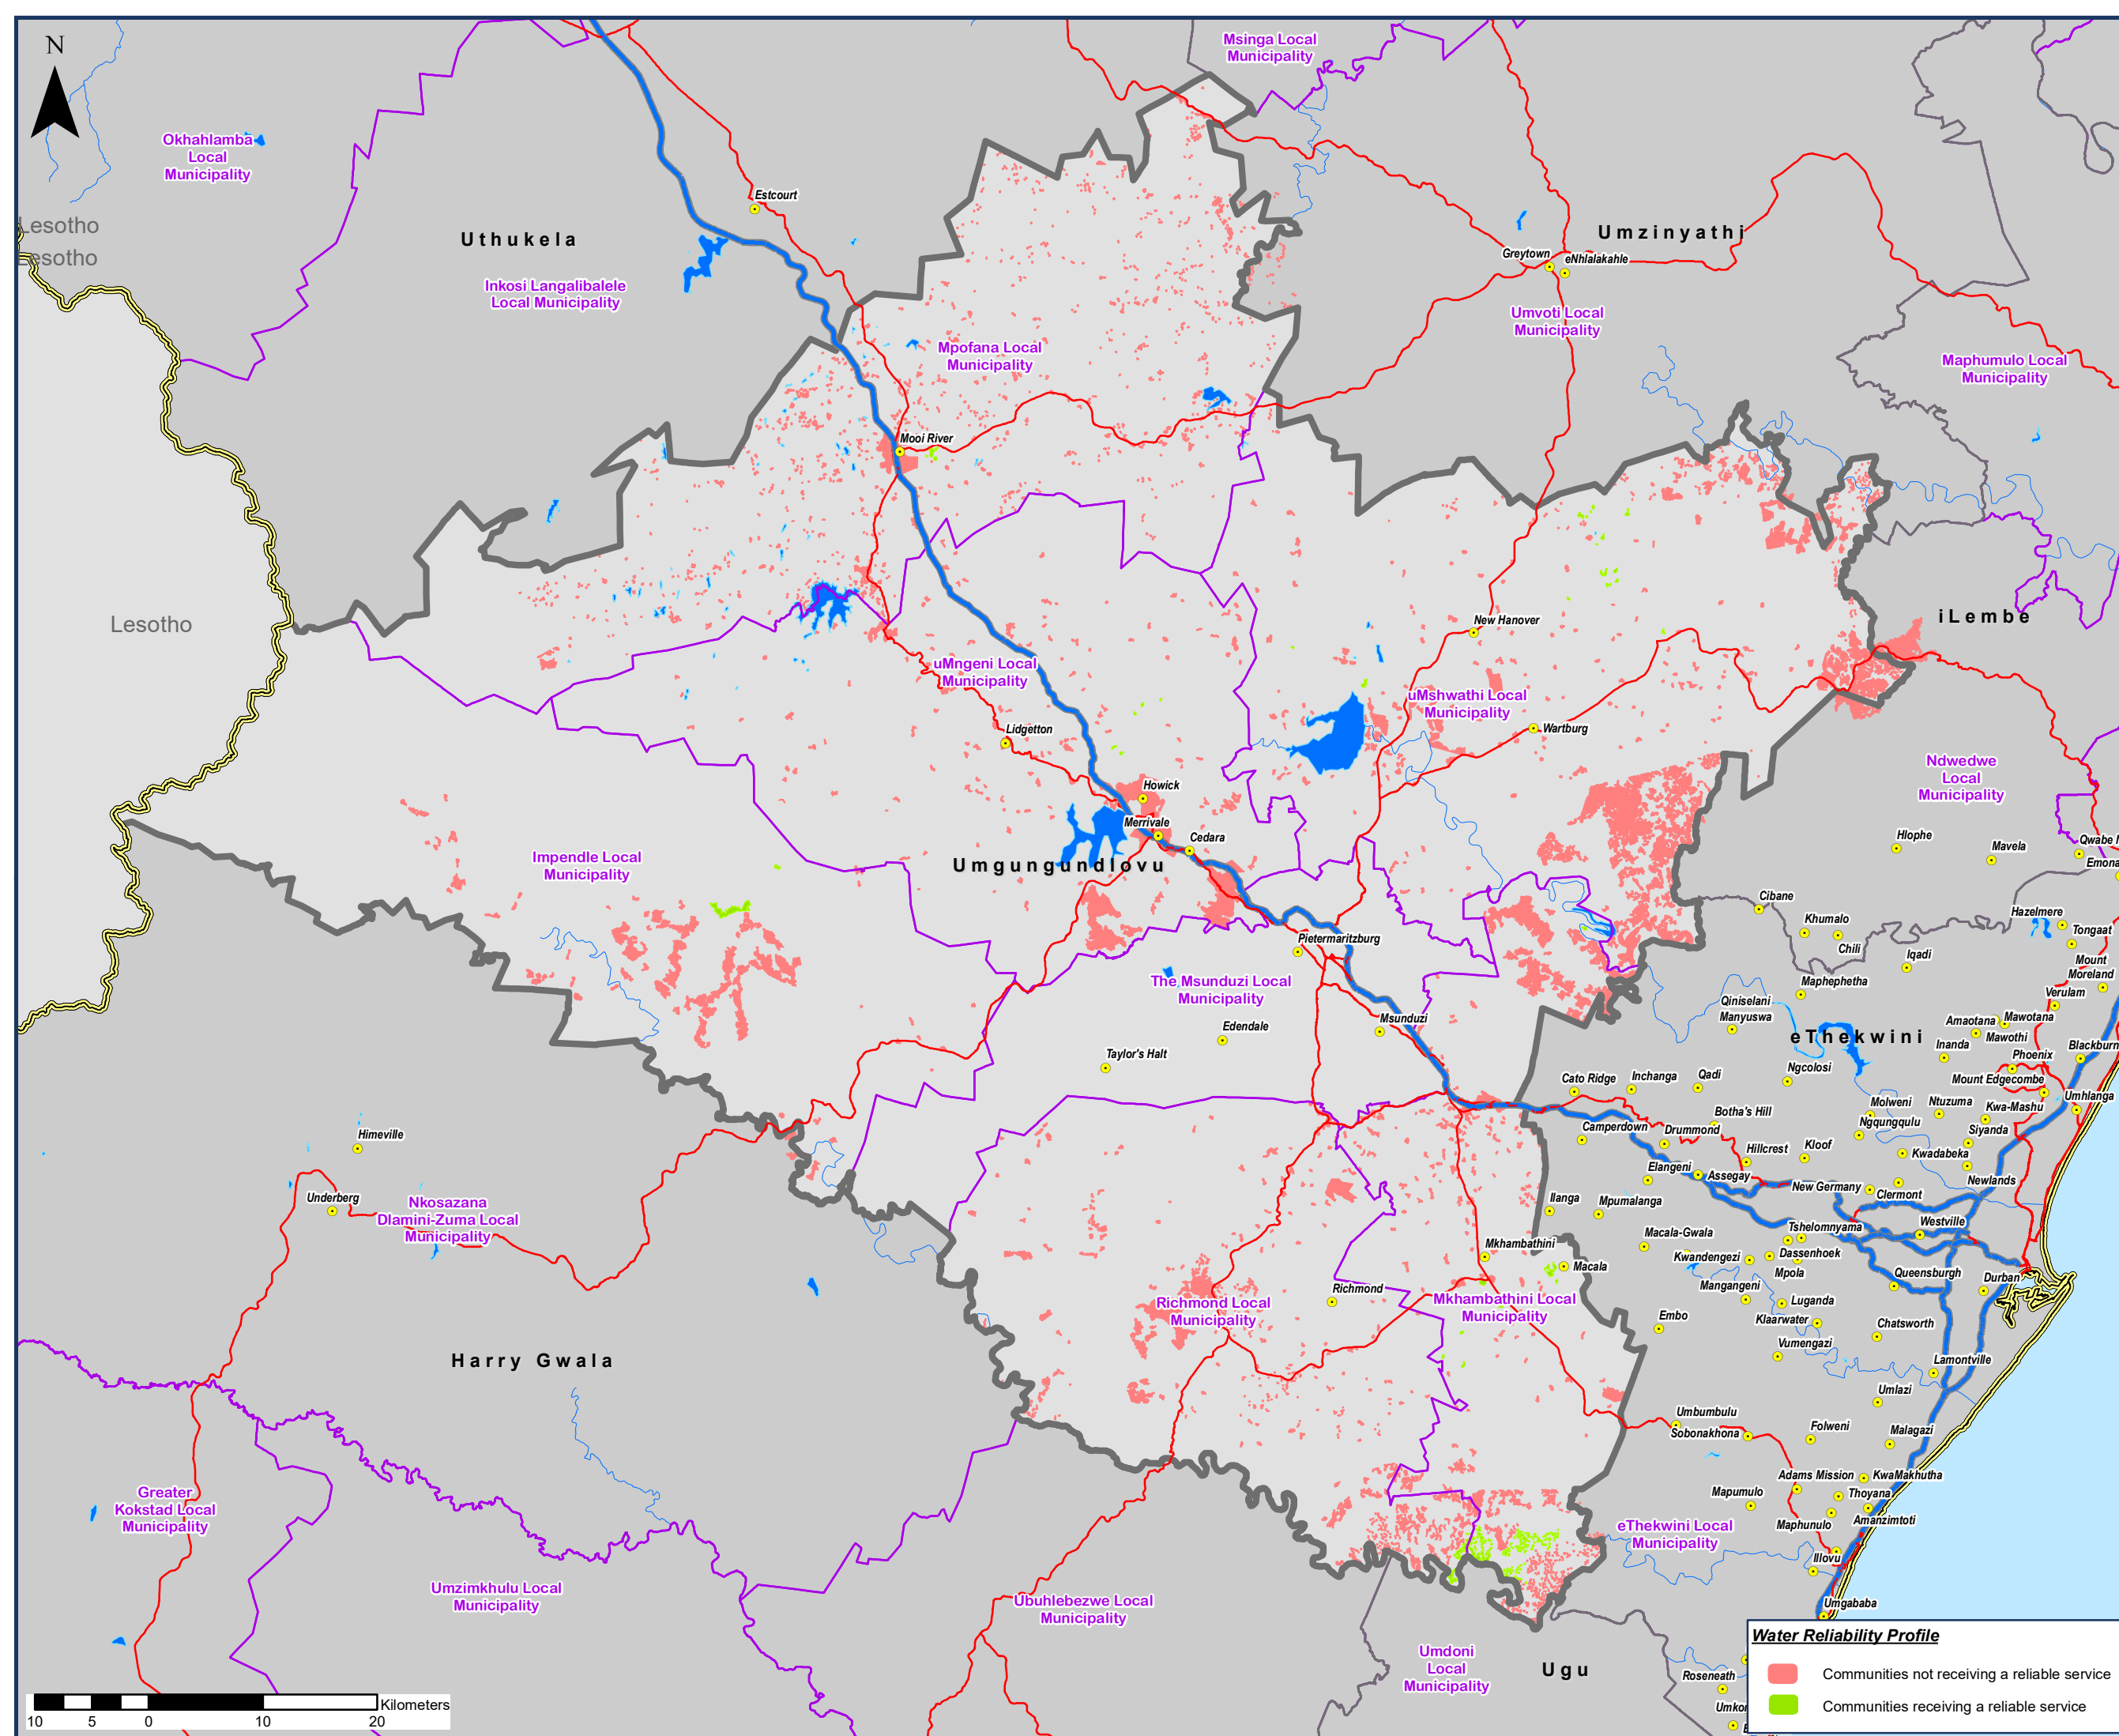 N
Msinga Local
Municipality
Okhahlamba
Local
Municipality
Estcourt
Lesotho
Lesotho
Uthukela
Umzinyathi
Greytown
eNhlalakahle
Inkosi Langalibalele
Local Municipality
Umvoti Local
Municipality
Mpofana Local
Municipality
Maphumulo Local
Municipality
Mooi River
Lesotho
New Hanover
iLembe
uMngeni Local
Municipality
uMshwathi Local
Municipality
Lidgetton
Wartburg
Ndwedwe
Local
Municipality
Howick
Merrivale
Cedara
Hlophe
Mavela
Qwabe
Emona
Impendle Local
Municipality
Umgungundlovu
Cibane
Khumalo
Chili
Hazelmere
Tongaat
Pietermaritzburg
Iqadi
Mount
Moreland
The Msunduzi Local
Municipality
Maphephetha
Verulam
Qiniselani
Manyuswa
Msunduzi
Edendale
eThekwini
Amaotana
Mawotana
Mawothi
Inanda
Blackburn
Taylor's Halt
Phoenix
Ngcolosi
Mount Edgecombe
Cato Ridge
Inchanga
Qadi
Umhlanga
Molweni
Ntuzuma
Kwa-Mashu
Botha's Hill
Ngqungqulu
Siyanda
Camperdown
Drummond
Hillcrest
Kloof
Kwadabeka
Himeville
Elangeni
Assegay
New Germany
Clermont
Newlands
Underberg
Nkosazana
Dlamini-Zuma Local
Municipality
Ilanga
Mpumalanga
Tshelomnyama
Westville
Macala-Gwala
Mkhambathini
Macala
Kwandengezi
Dassenhoek
Mpola
Queensburgh
Durban
Mangangeni
Richmond
Richmond Local
Municipality
Mkhambathini Local
Municipality
Luganda
Embo
Klaarwater
Chatsworth
Vumengazi
Harry Gwala
Lamontville
Umlazi
Umbumbulu
Sobonakhona
Folweni
Malagazi
Adams Mission
KwaMakhutha
Greater
Kokstad Local
Municipality
Mapumulo
Thoyana
Maphunulo
Amanzimtoti
eThekwini Local
Municipality
Illovu
Umzimkhulu Local
Municipality
Ubuhlebezwe Local
Municipality
Umgababa
Umdoni
Local
Municipality
Ugu
Roseneath
Water Reliability Profile
Communities not receiving a reliable service
Communities receiving a reliable service
Kilometers
10 5 0 10 20